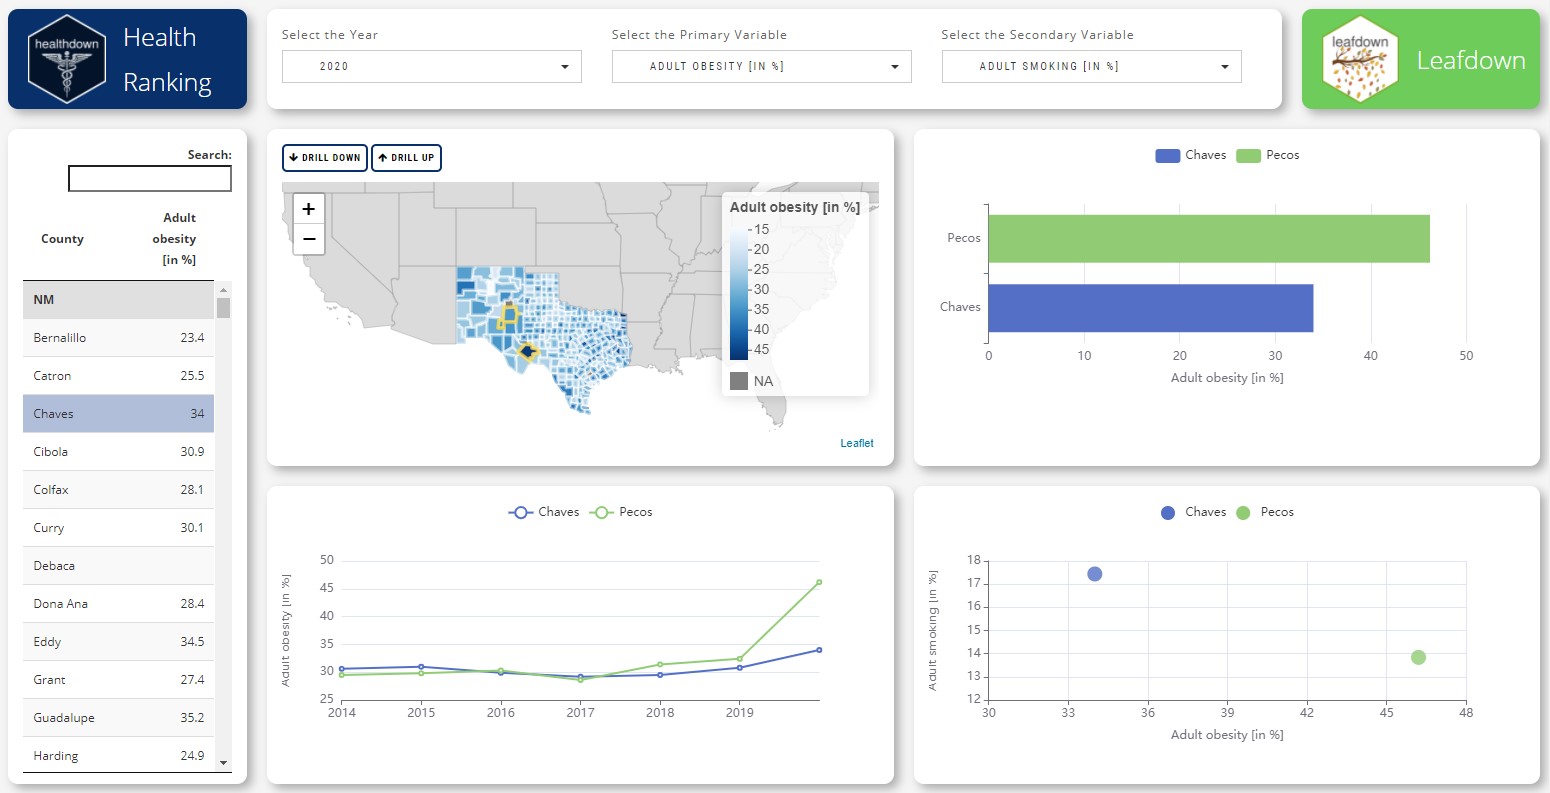 healthdown
Health
Ranking
Select the Year
2020
Select the Primary Variable
ADULT OBESITY [IN %]
Select the Secondary Variable
ADULT SMOKING [IN %]
leafdown
Leafdown
Search:
County
Adult
obesity
[in %]
NM
Bernalillo 23.4
Catron 25.5
Chaves 34
Cibola 30.9
Colfax 28.1
Curry 30.1
Debaca
Dona Ana 28.4
Eddy 34.5
Grant 27.4
Guadalupe 35.2
Harding 24.9
DRILL DOWN
DRILL UP
+
−
Adult obesity [in %]
15
20
25
30
35
40
45
NA
Leaflet
Chaves Pecos
Pecos
Chaves
0 10 20 30 40 50
Adult obesity [in %]
Chaves Pecos
Adult obesity [in %]
50
45
40
35
30
25
2014 2015 2016 2017 2018 2019
Chaves Pecos
Adult smoking [in %]
18
17
16
15
14
13
12
30 33 36 39 42 45 48
Adult obesity [in %]